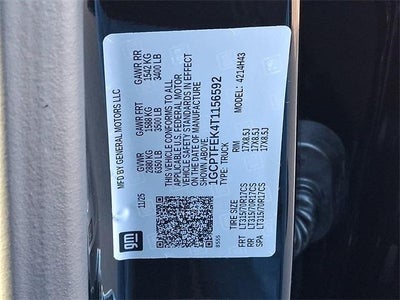 MFD BY GENERAL MOTORS LLC
11/25
GVWR GAWR FRT GAWR RR
2880 KG 1588 KG 1542 KG
6350 LB 3500 LB 3400 LB
THIS VEHICLE CONFORMS TO ALL
APPLICABLE U.S. FEDERAL MOTOR
VEHICLE SAFETY STANDARDS IN EFFECT
ON THE DATE OF MANUFACTURE
SHOWN ABOVE.
1GCPTFEK4T1156592
TYPE: TRUCK MODEL: 4214H43
TIRE SIZE RIM
FRT LT315/70R17CS 17X8.5J
RR LT315/70R17CS 17X8.5J
SPA LT315/70R17CS 17X8.5J
gm